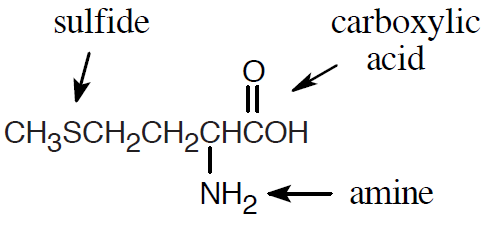 sulfide
carboxylic
acid
O
CH3SCH2CH2CHCOH
NH2
amine